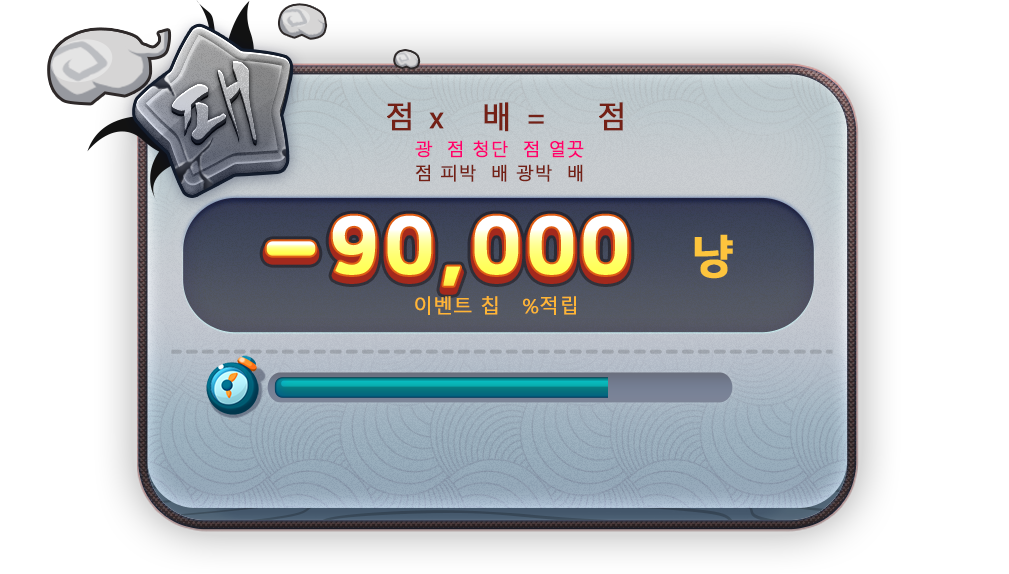 패
점 x 배 = 점
광 점 청단 점 열끗
점 피박 배 광박 배
-90,000 냥
이벤트 칩 %적립